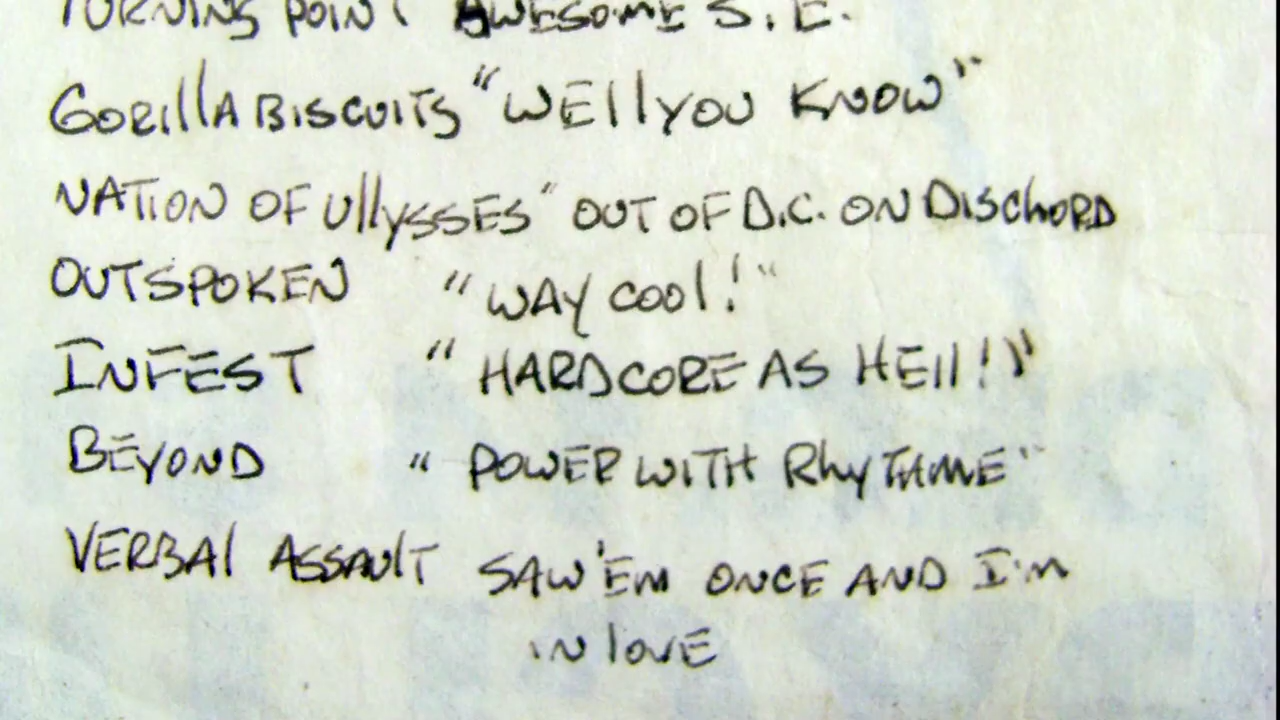 TURNING POINT AWESOME S.E.
GORIllA BISCUITS "WEll YOU KNOW"
NATION OF UllYSSES" OUT OF D.C. ON DISCHORD
OUTSPOKEN "WAY COOl!"
INFEST "HARDCORE AS HEll!"
BEYOND "POWER WITH RhyTHME"
VERBAl ASSAUlT SAW 'EM ONCE AND I'm
IN lOVE